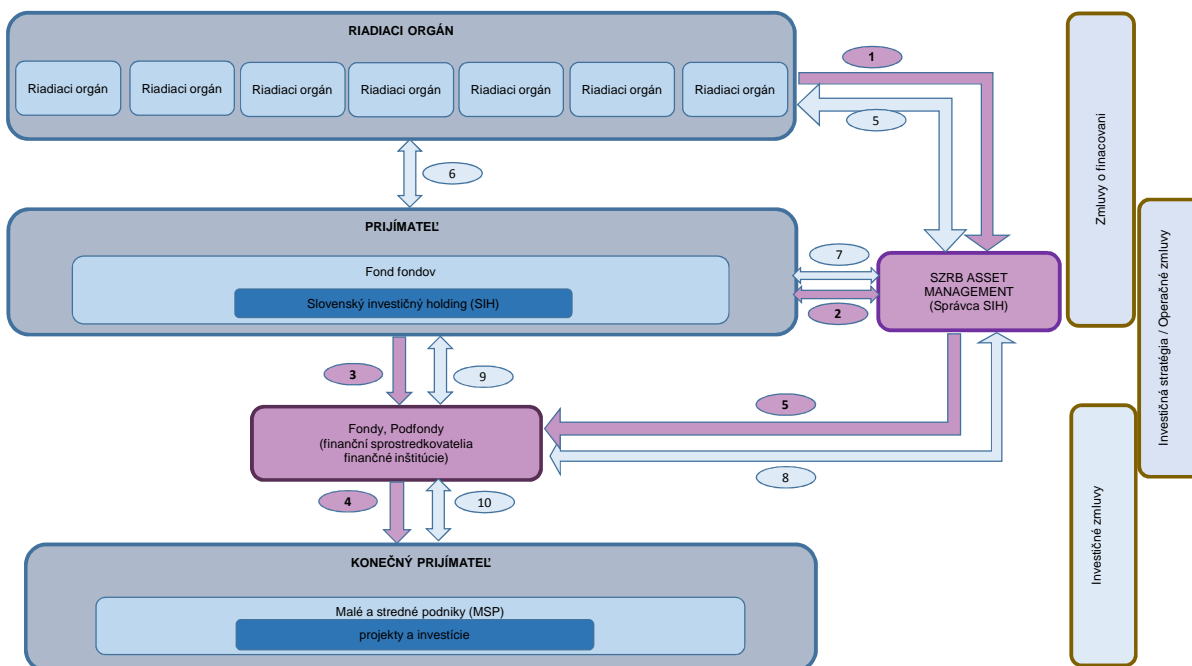 RIADIACI ORGÁN
Riadiaci orgán
Riadiaci orgán
Riadiaci orgán
Riadiaci orgán
Riadiaci orgán
Riadiaci orgán
Riadiaci orgán
1
5
6
PRIJÍMATEĽ
Fond fondov
Slovenský investičný holding (SIH)
7
2
SZRB ASSET
MANAGEMENT
(Správca SIH)
3
9
Fondy, Podfondy
(finanční sprostredkovatelia
finančné inštitúcie)
5
8
4
10
KONEČNÝ PRIJÍMATEĽ
Malé a stredné podniky (MSP)
projekty a investície
Zmluvy o finacovani
Investičná stratégia / Operačné zmluvy
Investičné zmluvy